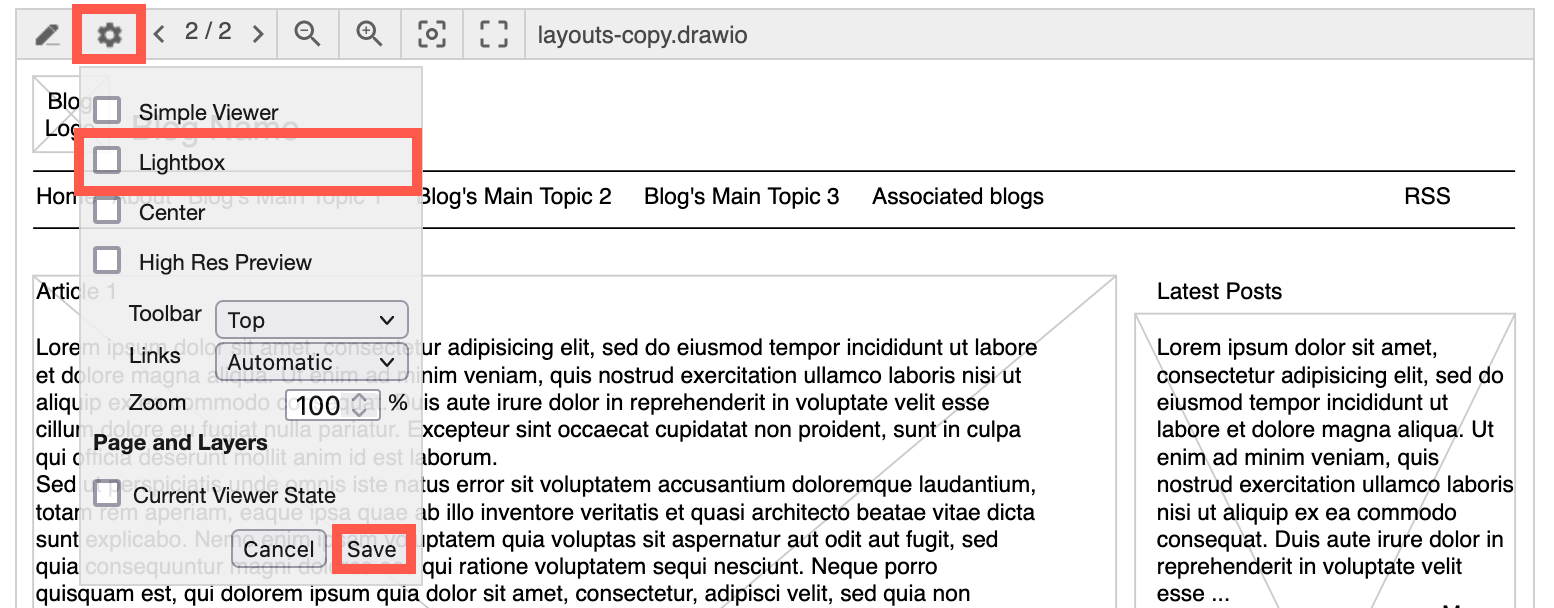 2 / 2
layouts-copy.drawio
Blog
Logo
Blog Name
Simple Viewer
Lightbox
Center
High Res Preview
Toolbar Top
Links Automatic
Zoom 100 %
Page and Layers
Current Viewer State
Cancel Save
Home About Blog's Main Topic 1 Blog's Main Topic 2 Blog's Main Topic 3 Associated blogs RSS
Article 1
Lorem ipsum dolor sit amet, consectetur adipisicing elit, sed do eiusmod tempor incididunt ut labore
et dolore magna aliqua. Ut enim ad minim veniam, quis nostrud exercitation ullamco laboris nisi ut
aliquip ex ea commodo consequat. Duis aute irure dolor in reprehenderit in voluptate velit esse
cillum dolore eu fugiat nulla pariatur. Excepteur sint occaecat cupidatat non proident, sunt in culpa
qui officia deserunt mollit anim id est laborum.
Sed ut perspiciatis unde omnis iste natus error sit voluptatem accusantium doloremque laudantium,
totam rem aperiam, eaque ipsa quae ab illo inventore veritatis et quasi architecto beatae vitae dicta
sunt explicabo. Nemo enim ipsam voluptatem quia voluptas sit aspernatur aut odit aut fugit, sed
quia consequuntur magni dolores eos qui ratione voluptatem sequi nesciunt. Neque porro
quisquam est, qui dolorem ipsum quia dolor sit amet, consectetur, adipisci velit, sed quia non
Latest Posts
Lorem ipsum dolor sit amet,
consectetur adipisicing elit, sed do
eiusmod tempor incididunt ut
labore et dolore magna aliqua. Ut
enim ad minim veniam, quis
nostrud exercitation ullamco laboris
nisi ut aliquip ex ea commodo
consequat. Duis aute irure dolor in
reprehenderit in voluptate velit
esse ...